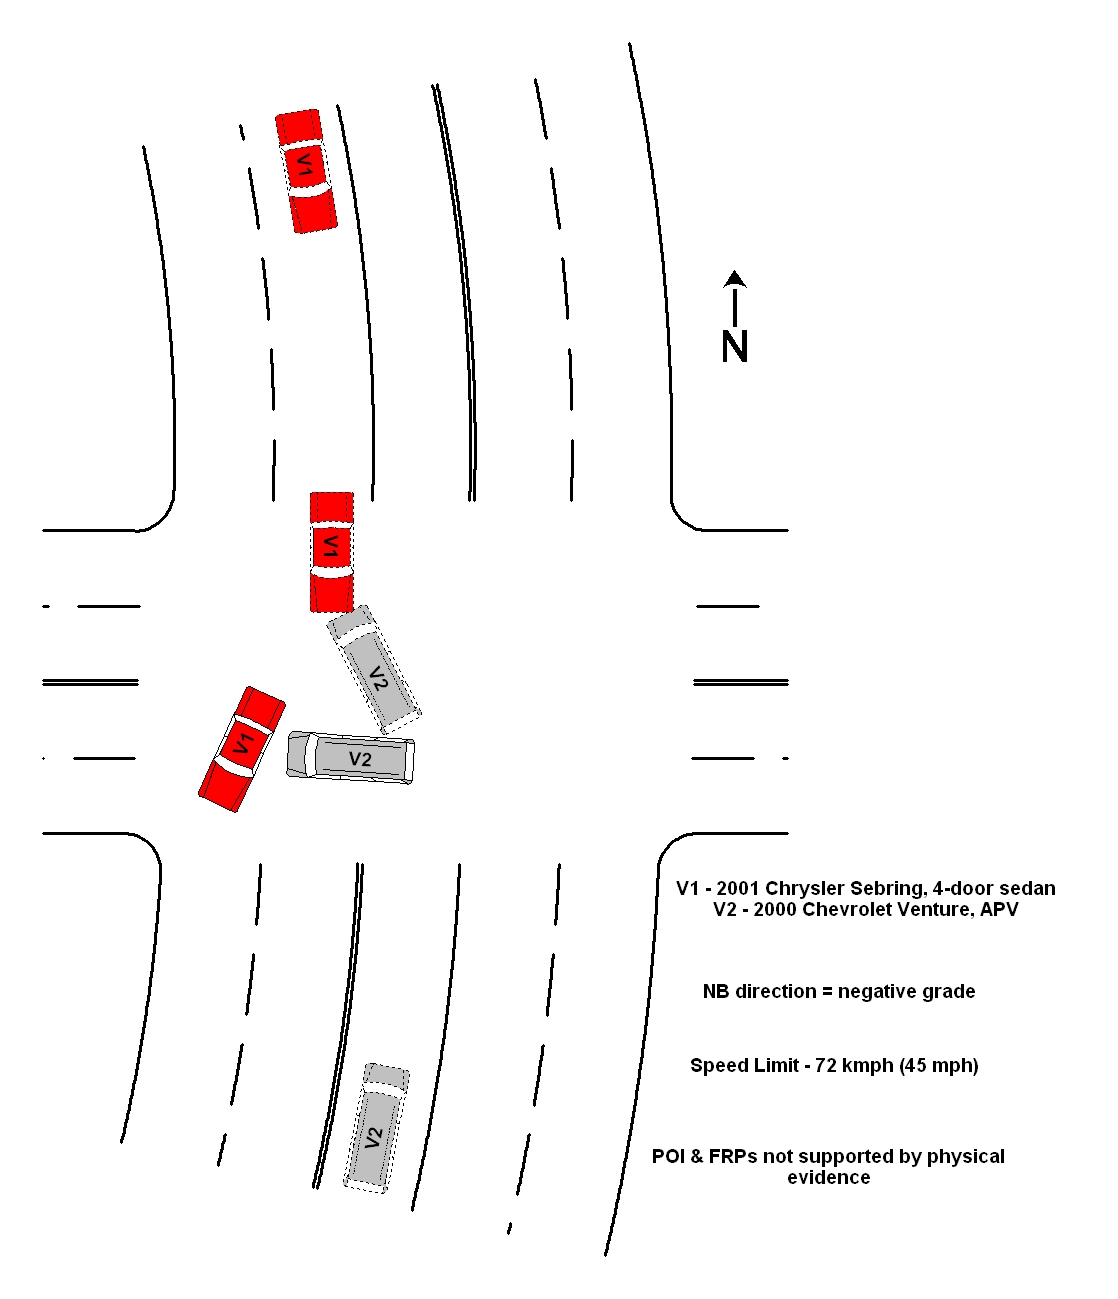 V1
N
V1
V2
V1
V2
V1 - 2001 Chrysler Sebring, 4-door sedan
V2 - 2000 Chevrolet Venture, APV
NB direction = negative grade
Speed Limit - 72 kmph (45 mph)
V2
POI & FRPs not supported by physical
evidence